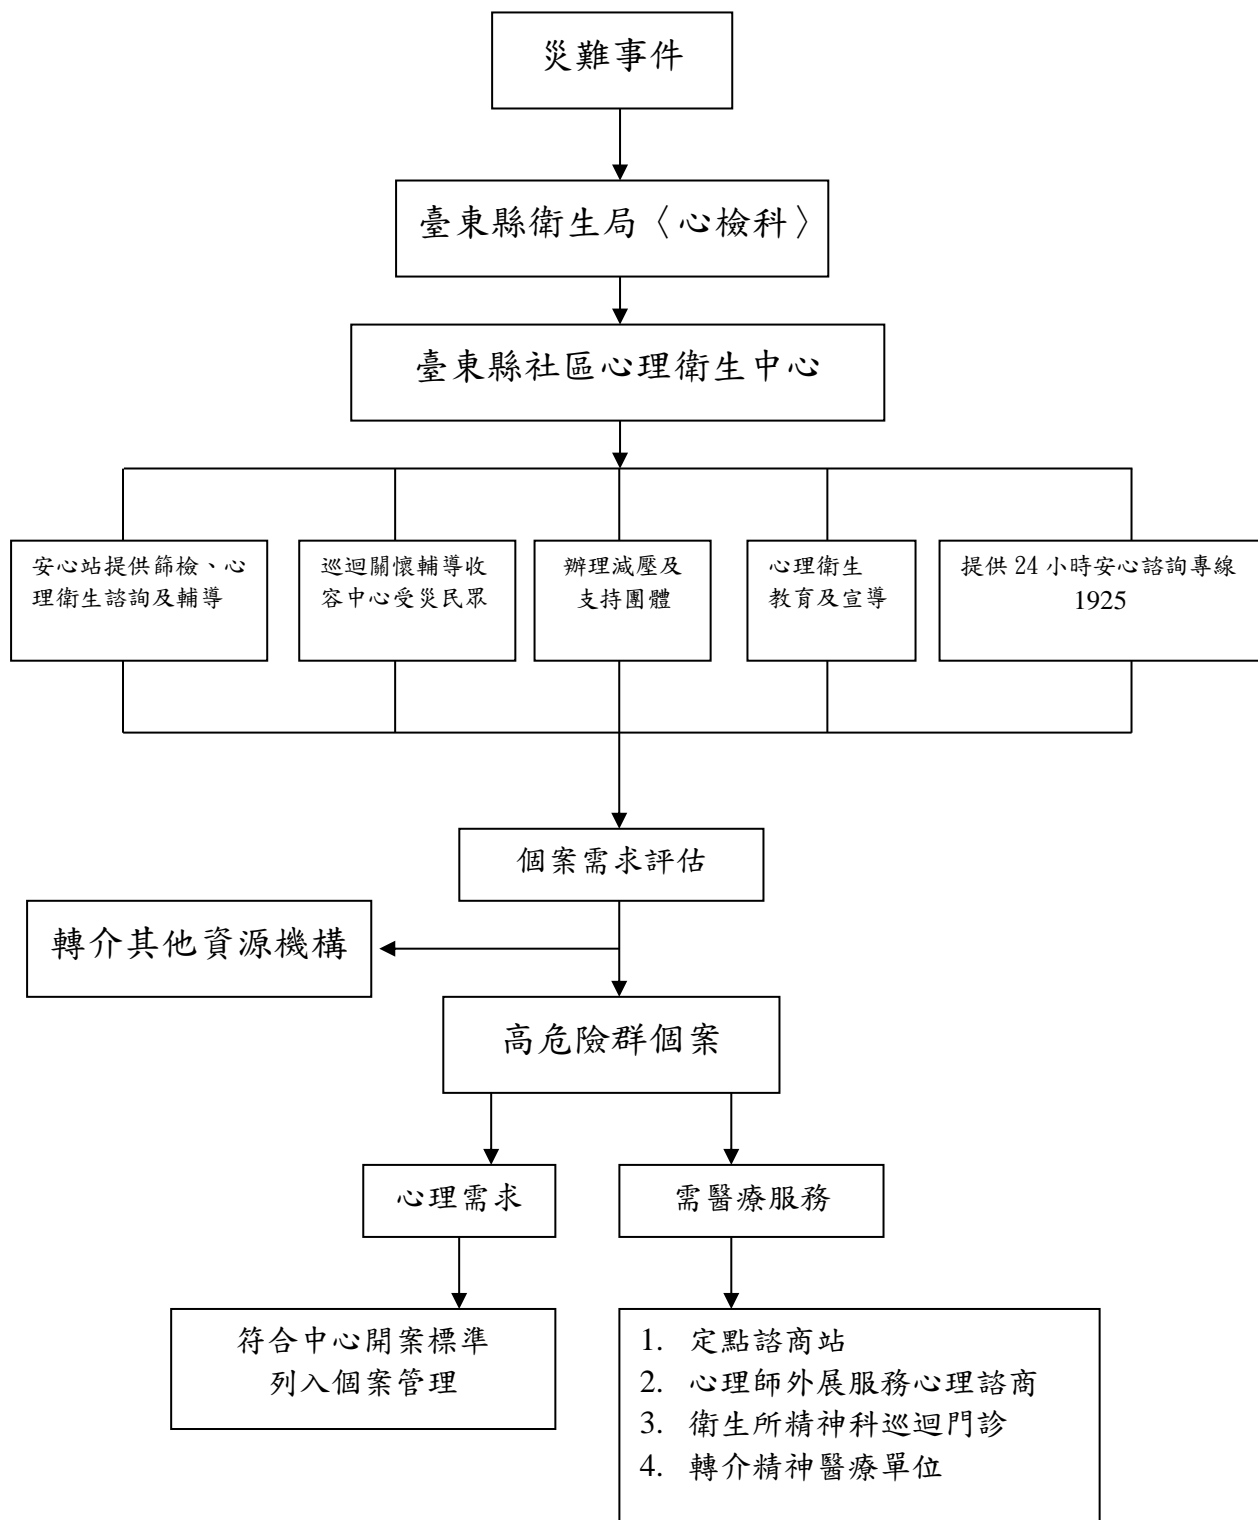 災難事件
臺東縣衛生局〈心檢科〉
臺東縣社區心理衛生中心
安心站提供篩檢、心
理衛生諮詢及輔導
巡迴關懷輔導收
容中心受災民眾
辦理減壓及
支持團體
心理衛生
教育及宣導
提供 24 小時安心諮詢專線
1925
個案需求評估
轉介其他資源機構
高危險群個案
心理需求
需醫療服務
符合中心開案標準
列入個案管理
1. 定點諮商站
2. 心理師外展服務心理諮商
3. 衛生所精神科巡迴門診
4. 轉介精神醫療單位